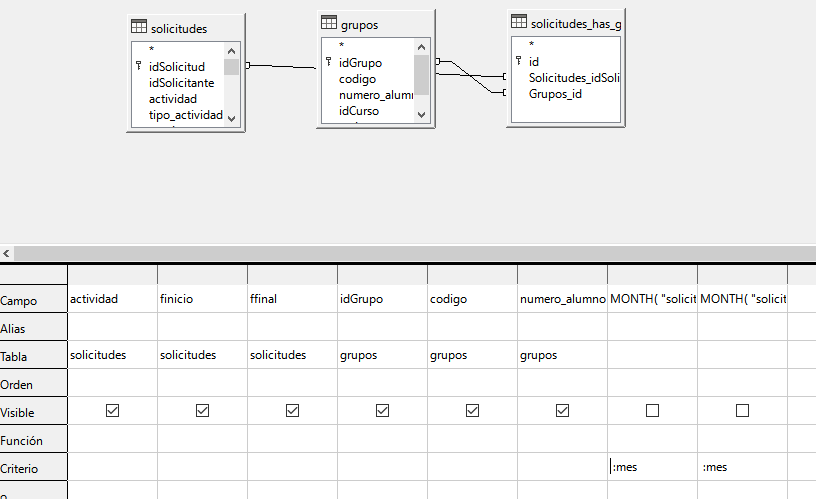 solicitudes
*
idSolicitud
idSolicitante
actividad
tipo_actividad
grupos
*
idGrupo
codigo
numero_alumn
idCurso
solicitudes_has_g
*
id
Solicitudes_idSoli
Grupos_id
Campo actividad finicio ffinal idGrupo codigo numero_alumno MONTH( "solicit MONTH( "solicit
Alias
Tabla solicitudes solicitudes solicitudes grupos grupos grupos
Orden
Visible
Función
Criterio :mes :mes
o